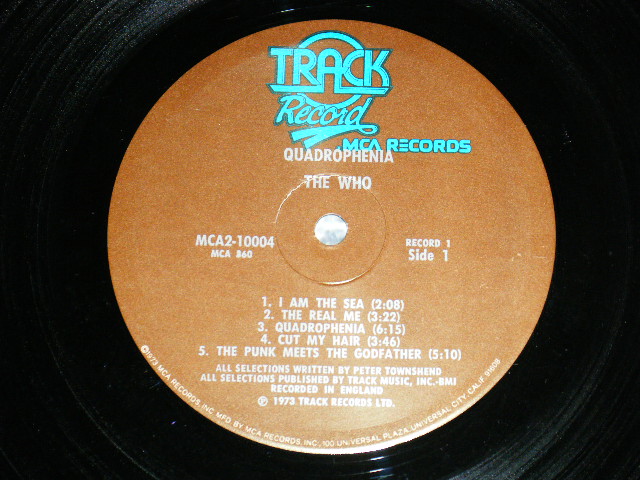 TRACK
Record
MCA RECORDS
QUADROPHENIA
THE WHO
MCA2-10004
MCA 860
RECORD 1
Side 1
1. I AM THE SEA (2:08)
2. THE REAL ME (3:22)
3. QUADROPHENIA (6:15)
4. CUT MY HAIR (3:46)
5. THE PUNK MEETS THE GODFATHER (5:10)
ALL SELECTIONS WRITTEN BY PETER TOWNSHEND
ALL SELECTIONS PUBLISHED BY TRACK MUSIC, INC.-BMI
RECORDED IN ENGLAND
℗ 1973 TRACK RECORDS LTD.
©1973 MCA RECORDS, INC. MFG BY MCA RECORDS, INC., 100 UNIVERSAL PLAZA, UNIVERSAL CITY, CALIF. 91608